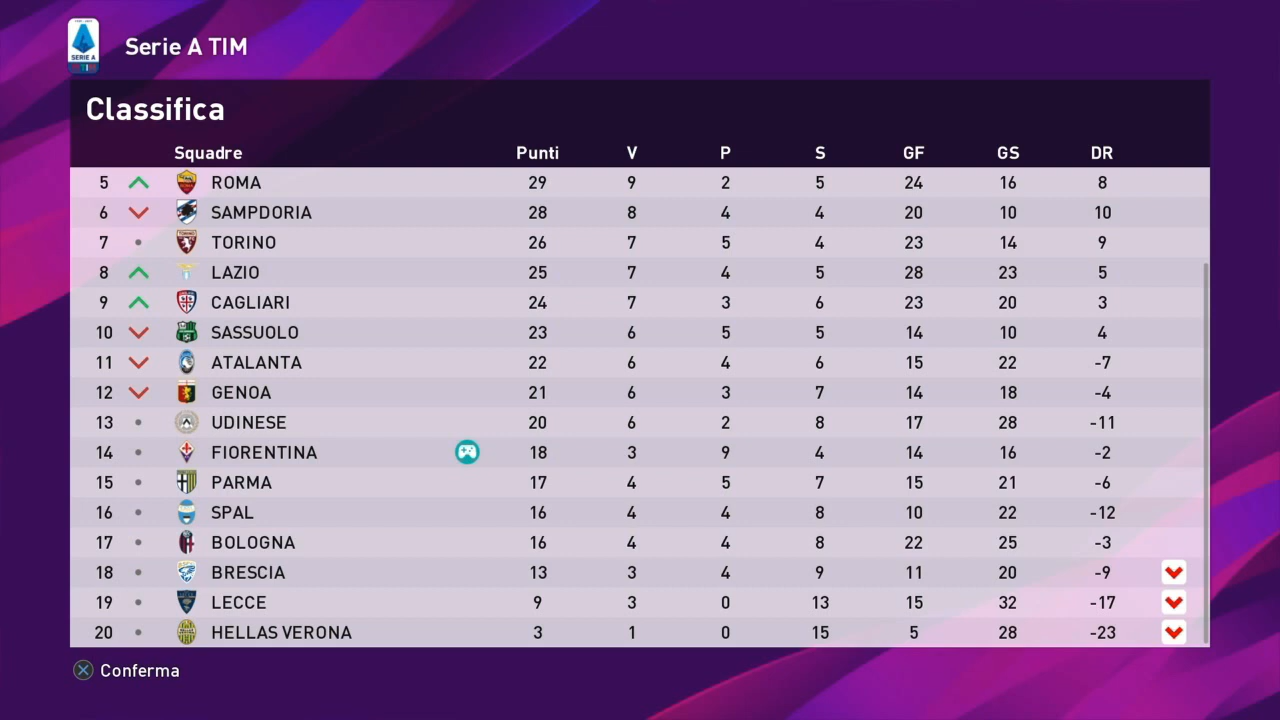 SERIE A
TIM
Serie A TIM
Classifica
Squadre Punti V P S GF GS DR
5 ROMA 29 9 2 5 24 16 8
6 SAMPDORIA 28 8 4 4 20 10 10
7 TORINO 26 7 5 4 23 14 9
8 LAZIO 25 7 4 5 28 23 5
9 CAGLIARI 24 7 3 6 23 20 3
10 SASSUOLO 23 6 5 5 14 10 4
11 ATALANTA 22 6 4 6 15 22 -7
12 GENOA 21 6 3 7 14 18 -4
13 UDINESE 20 6 2 8 17 28 -11
14 FIORENTINA 18 3 9 4 14 16 -2
15 PARMA 17 4 5 7 15 21 -6
16 SPAL 16 4 4 8 10 22 -12
17 BOLOGNA 16 4 4 8 22 25 -3
18 BRESCIA 13 3 4 9 11 20 -9
19 LECCE 9 3 0 13 15 32 -17
20 HELLAS VERONA 3 1 0 15 5 28 -23
Conferma